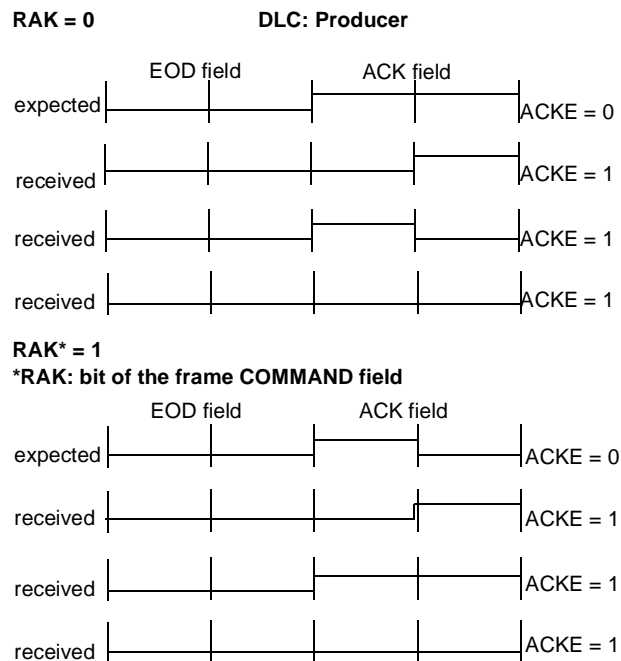 RAK = 0 DLC: Producer
EOD field ACK field
expected ACKE = 0
received ACKE = 1
received ACKE = 1
received ACKE = 1
RAK* = 1
*RAK: bit of the frame COMMAND field
EOD field ACK field
expected ACKE = 0
received ACKE = 1
received ACKE = 1
received ACKE = 1